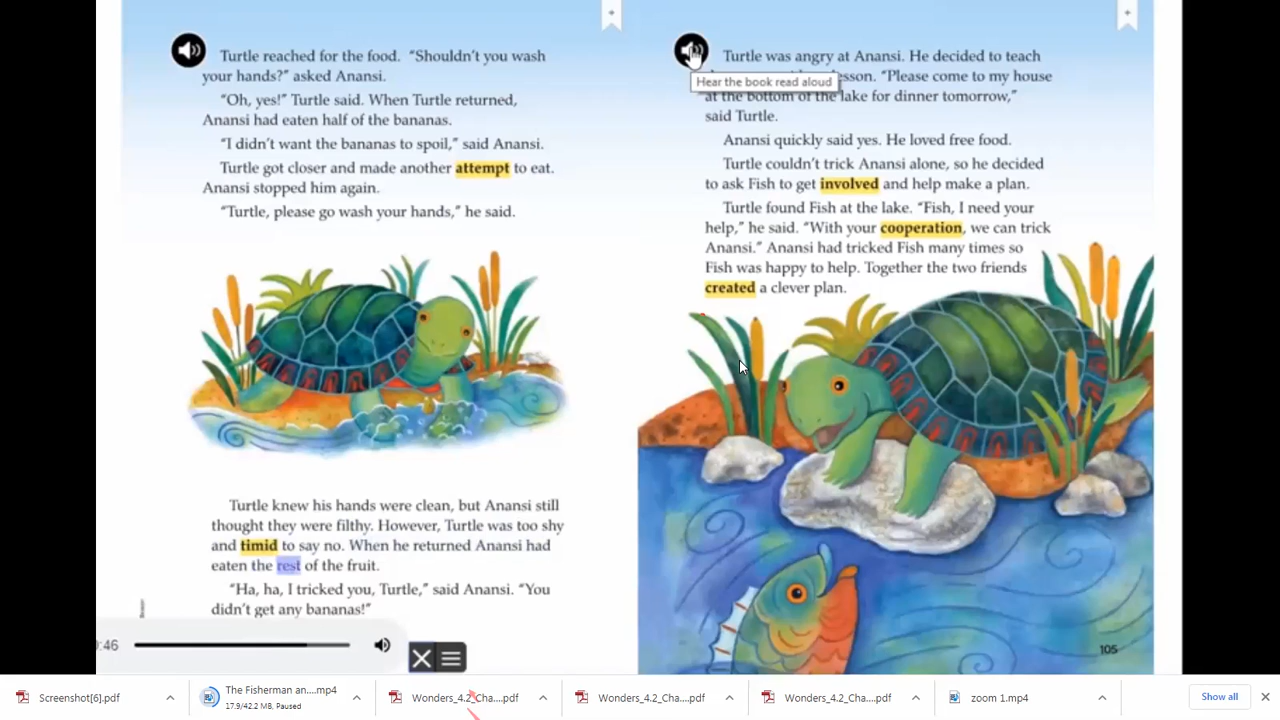 Turtle reached for the food. “Shouldn’t you wash
your hands?” asked Anansi.
“Oh, yes!” Turtle said. When Turtle returned,
Anansi had eaten half of the bananas.
“I didn’t want the bananas to spoil,” said Anansi.
Turtle got closer and made another attempt to eat.
Anansi stopped him again.
“Turtle, please go wash your hands,” he said.
Turtle knew his hands were clean, but Anansi still
thought they were filthy. However, Turtle was too shy
and timid to say no. When he returned Anansi had
eaten the rest of the fruit.
“Ha, ha, I tricked you, Turtle,” said Anansi. “You
didn’t get any bananas!”
:46
Turtle was angry at Anansi. He decided to teach
lesson. “Please come to my house
Hear the book read aloud
at the bottom of the lake for dinner tomorrow,”
said Turtle.
Anansi quickly said yes. He loved free food.
Turtle couldn’t trick Anansi alone, so he decided
to ask Fish to get involved and help make a plan.
Turtle found Fish at the lake. “Fish, I need your
help,” he said. “With your cooperation, we can trick
Anansi.” Anansi had tricked Fish many times so
Fish was happy to help. Together the two friends
created a clever plan.
105
Screenshot[6].pdf
The Fisherman an....mp4
17.9/42.2 MB, Paused
Wonders_4.2_Cha....pdf
Wonders_4.2_Cha....pdf
Wonders_4.2_Cha....pdf
zoom 1.mp4
Show all